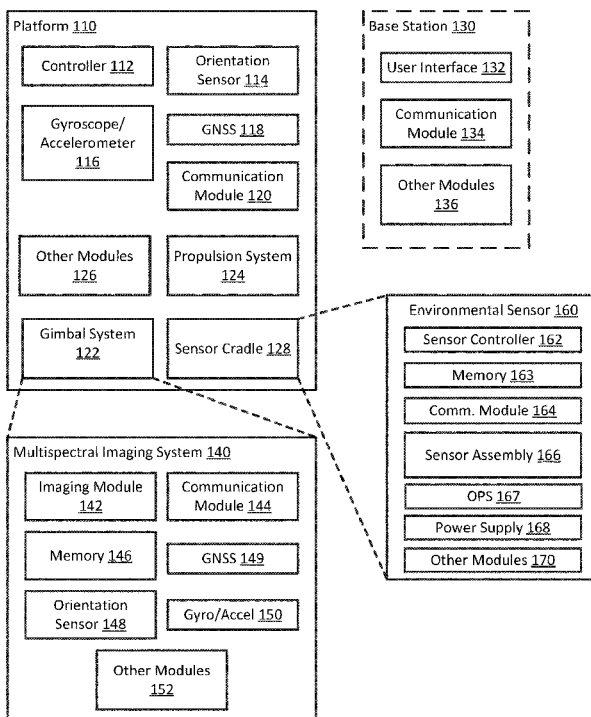 Platform 110
Controller 112
Orientation
Sensor 114
Gyroscope/
Accelerometer
116
GNSS 118
Communication
Module 120
Other Modules
126
Propulsion System
124
Gimbal System
122
Sensor Cradle 128
Base Station 130
User Interface 132
Communication
Module 134
Other Modules
136
Environmental Sensor 160
Sensor Controller 162
Memory 163
Comm. Module 164
Sensor Assembly 166
OPS 167
Power Supply 168
Other Modules 170
Multispectral Imaging System 140
Imaging Module
142
Communication
Module 144
Memory 146
GNSS 149
Orientation
Sensor 148
Gyro/Accel 150
Other Modules
152